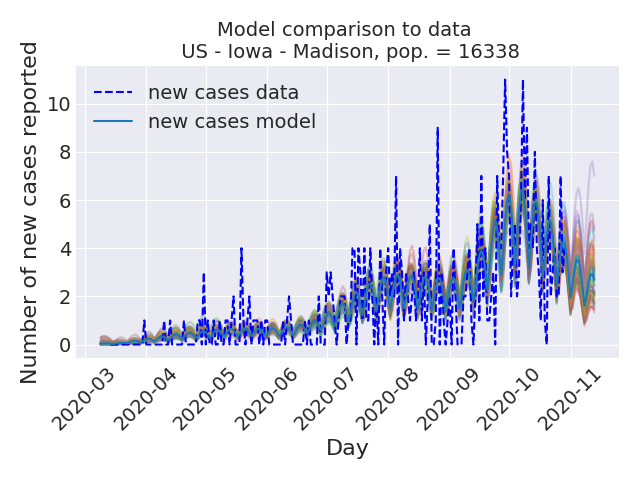 Model comparison to data
US - Iowa - Madison, pop. = 16338
Number of new cases reported
10
8
6
4
2
0
new cases data
new cases model
2020-03
2020-04
2020-05
2020-06
2020-07
2020-08
2020-09
2020-10
2020-11
Day